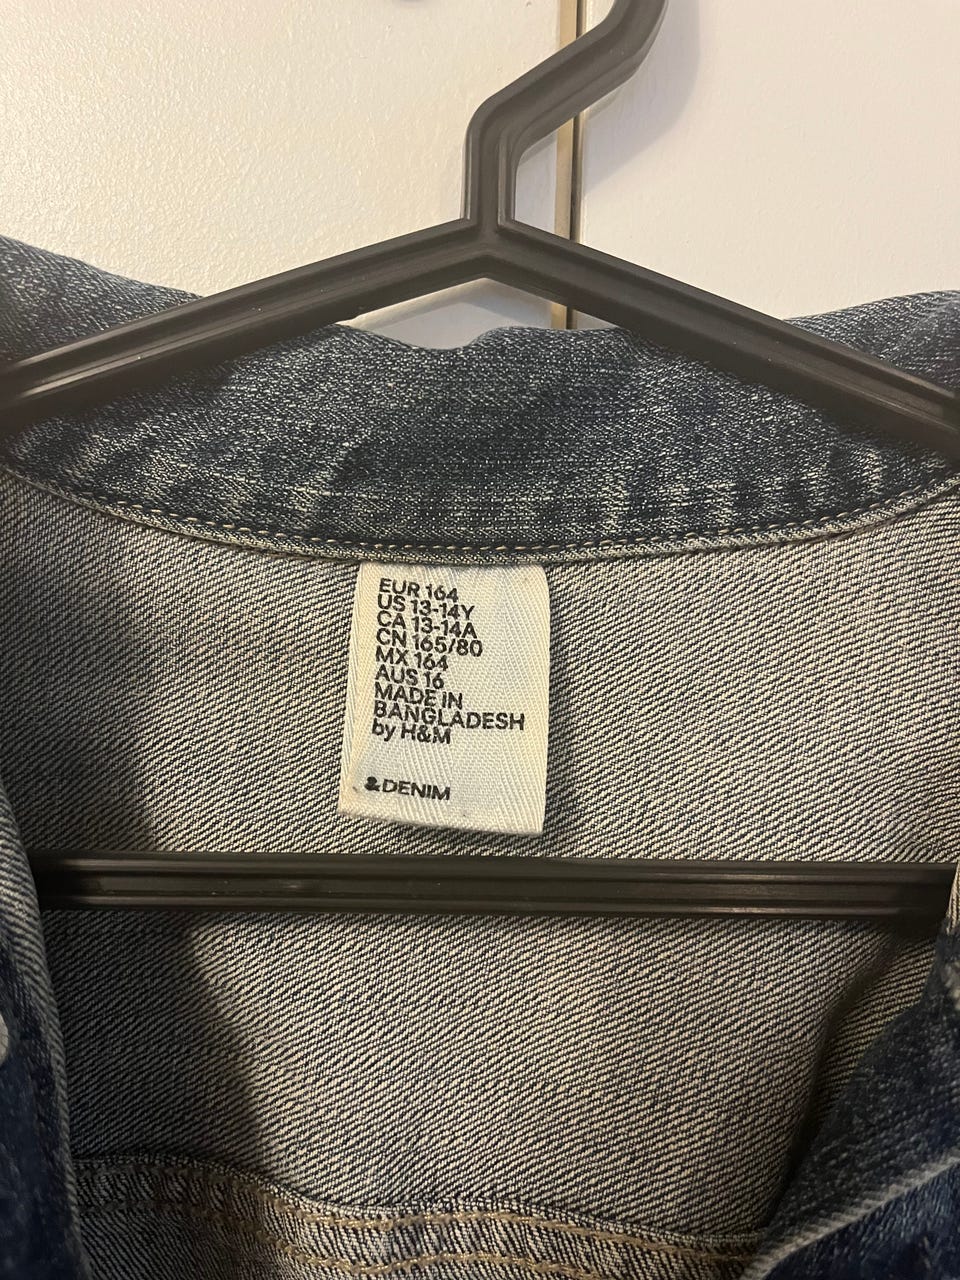 EUR 164
US 13-14Y
CA 13-14A
CN 165/80
MX 164
AUS 16
MADE IN
BANGLADESH
by H&M
&DENIM